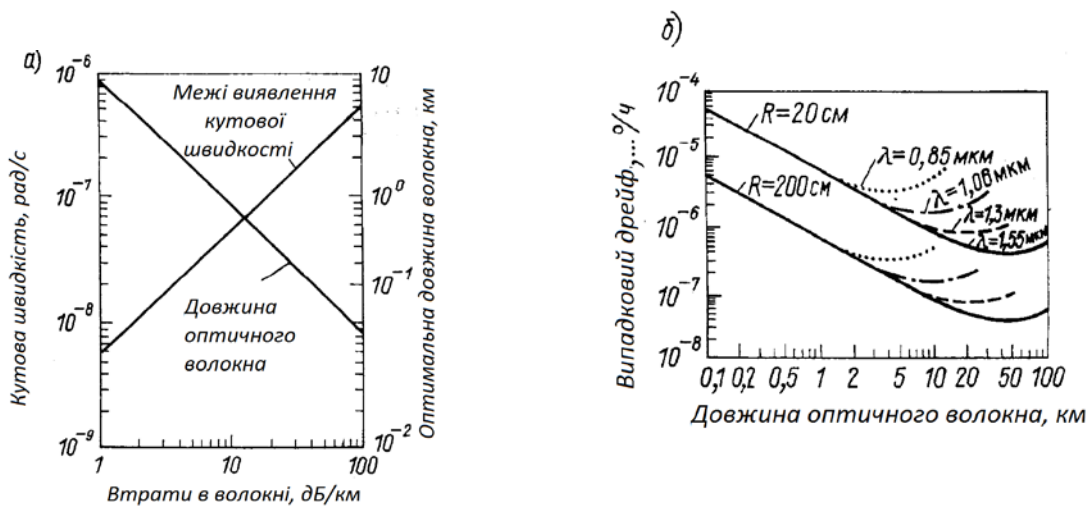 а)
10⁻⁶
10⁻⁷
10⁻⁸
10⁻⁹
Кутова швидкість, рад/с
Межі виявлення
кутової
швидкості
Довжина
оптичного
волокна
10
10⁰
10⁻¹
10⁻²
Оптимальна довжина волокна, км
1 10 100
Втрати в волокні, дБ/км
б)
10⁻⁴
10⁻⁵
10⁻⁶
10⁻⁷
10⁻⁸
Випадковий дрейф,...°/ч
R=20 см
R=200 см
λ=0,85 мкм
λ=1,06 мкм
λ=1,3 мкм
λ=1,55 мкм
0,1 0,2 0,5 1 2 5 10 20 50 100
Довжина оптичного волокна, км